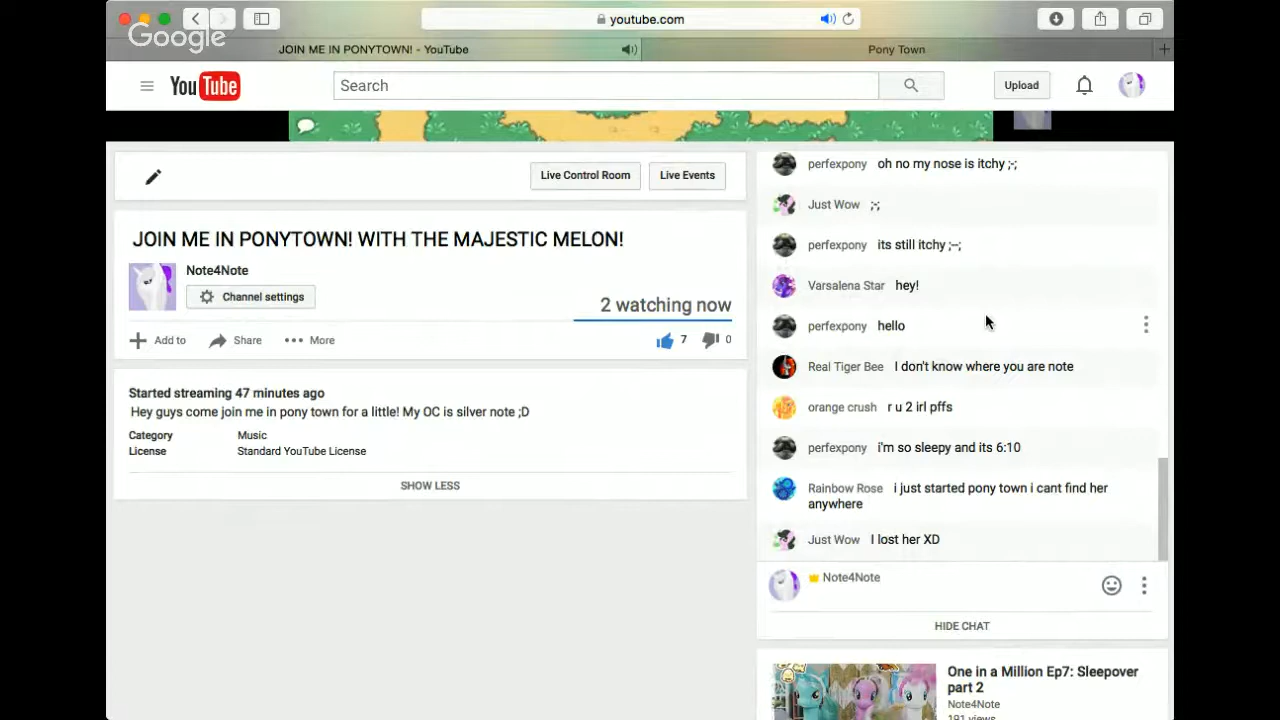 Google
youtube.com
JOIN ME IN PONYTOWN! - YouTube
Pony Town
YouTube
Search
Upload
Live Control Room
Live Events
JOIN ME IN PONYTOWN! WITH THE MAJESTIC MELON!
Note4Note
Channel settings
2 watching now
Add to
Share
More
7
0
Started streaming 47 minutes ago
Hey guys come join me in pony town for a little! My OC is silver note ;D
Category Music
License Standard YouTube License
SHOW LESS
perfexpony oh no my nose is itchy ;-;
Just Wow ;-;
perfexpony its still itchy ;--;
Varsalena Star hey!
perfexpony hello
Real Tiger Bee I don't know where you are note
orange crush r u 2 irl pffs
perfexpony i'm so sleepy and its 6:10
Rainbow Rose i just started pony town i cant find her
anywhere
Just Wow I lost her XD
Note4Note
HIDE CHAT
One in a Million Ep7: Sleepover
part 2
Note4Note
191 views